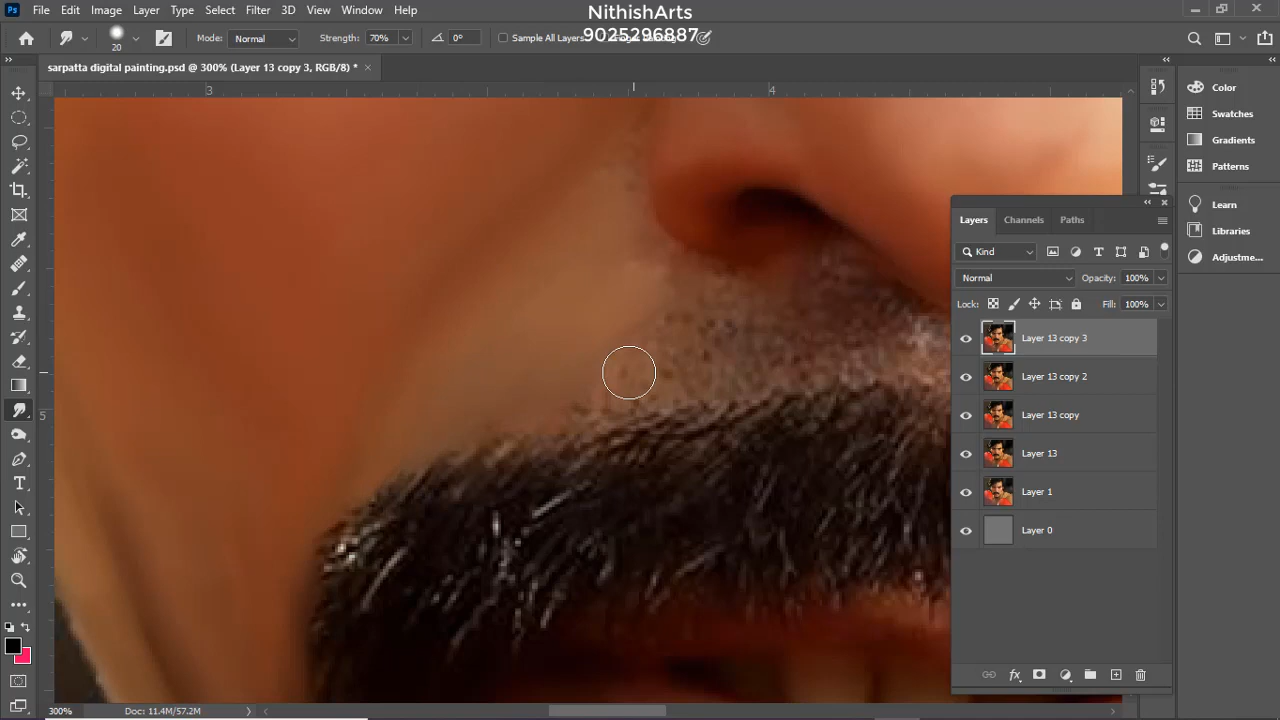 NithishArts
9025296887
File Edit Image Layer Type Select Filter 3D View Window Help
20 Mode: Normal Strength: 70% 0° Sample All Layers
sarpatta digital painting.psd @ 300% (Layer 13 copy 3, RGB/8) *
3 4
5
Color
Swatches
Gradients
Patterns
Learn
Libraries
Adjustme...
Layers Channels Paths
Kind
Normal Opacity: 100%
Lock: Fill: 100%
Layer 13 copy 3
Layer 13 copy 2
Layer 13 copy
Layer 13
Layer 1
Layer 0
fx
300% Doc: 11.4M/57.2M